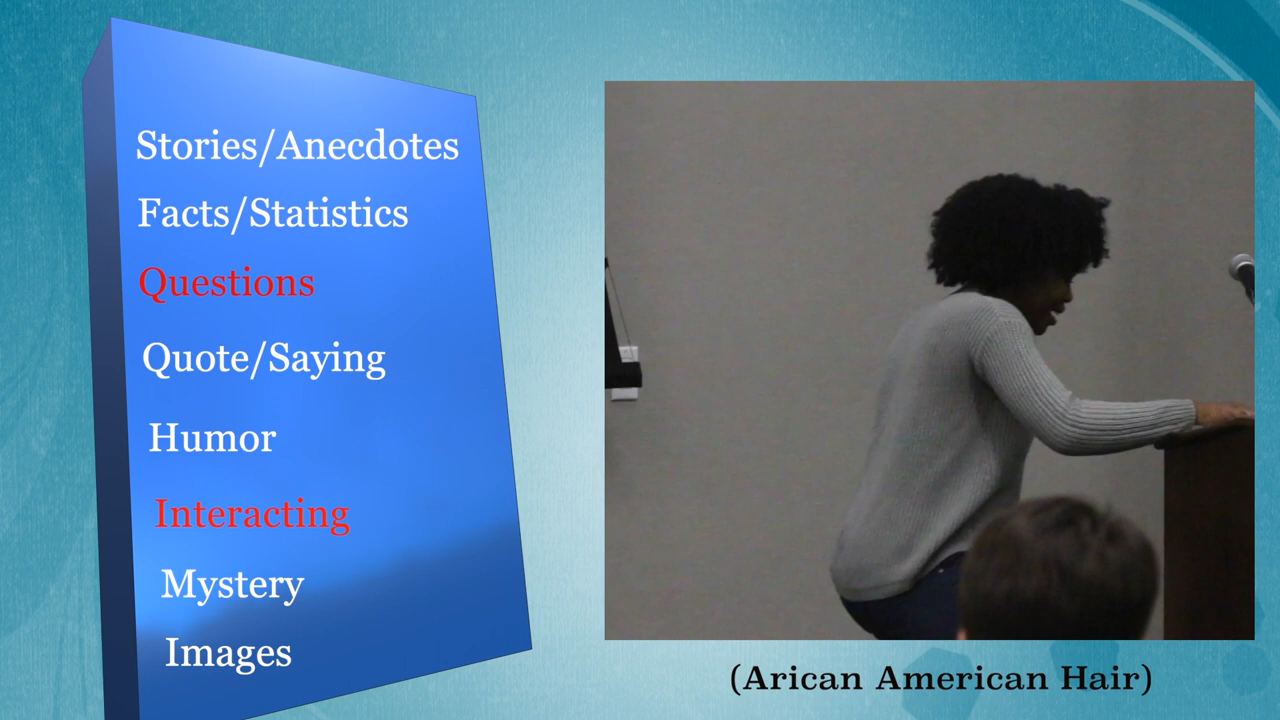 Stories/Anecdotes
Facts/Statistics
Questions
Quote/Saying
Humor
Interacting
Mystery
Images
(Arican American Hair)